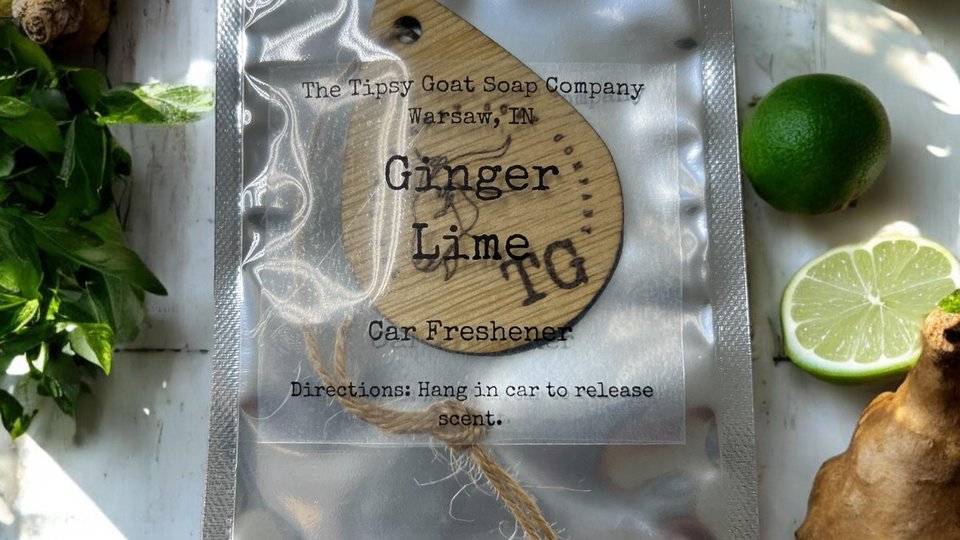 The Tipsy Goat Soap Company
Warsaw, IN
Ginger
Lime
COMPANY
TG
Car Freshener
Directions: Hang in car to release
scent.